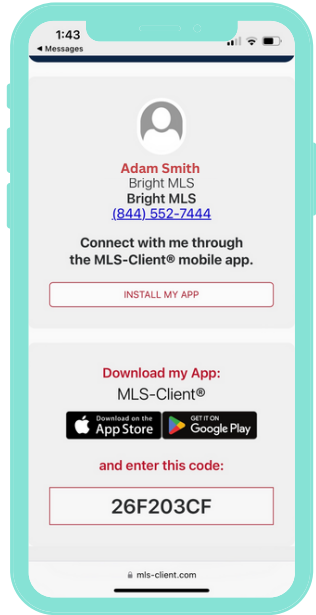 1:43
◀ Messages
Adam Smith
Bright MLS
Bright MLS
(844) 552-7444
Connect with me through
the MLS-Client® mobile app.
INSTALL MY APP
Download my App:
MLS-Client®
Download on the
App Store
GET IT ON
Google Play
and enter this code:
26F203CF
mls-client.com